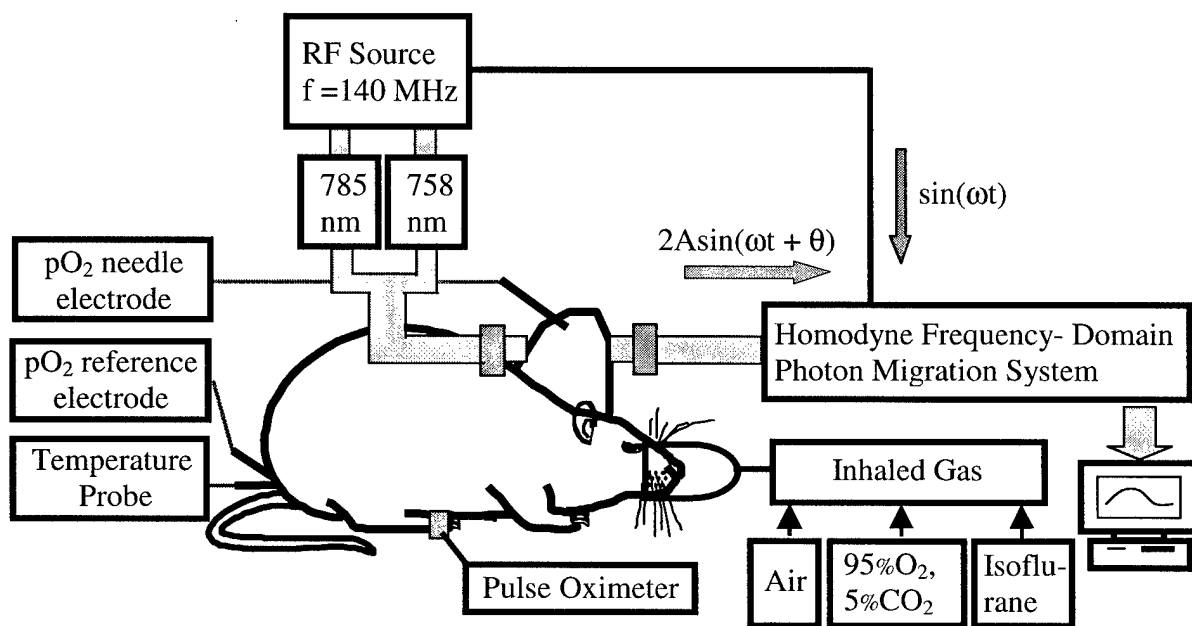 RF Source
f =140 MHz
785
nm
758
nm
sin(ωt)
2Asin(ωt + θ)
pO₂ needle
electrode
pO₂ reference
electrode
Temperature
Probe
Homodyne Frequency- Domain
Photon Migration System
Inhaled Gas
Pulse Oximeter
Air
95%O₂,
5%CO₂
Isoflu-
rane